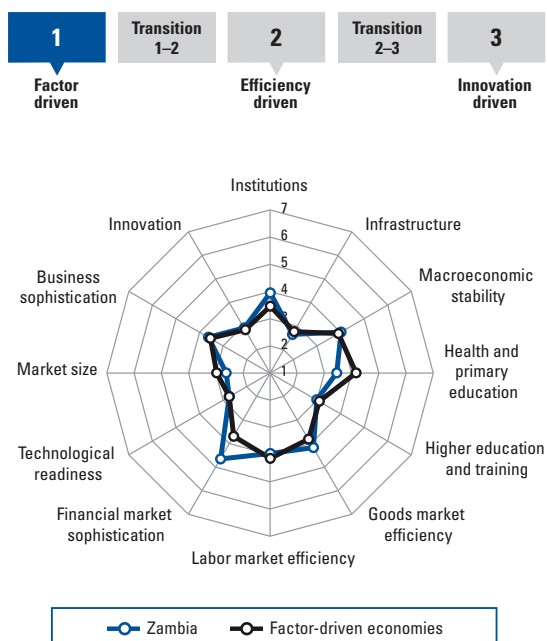 1
Transition
1–2
2
Transition
2–3
3
Factor
driven
Efficiency
driven
Innovation
driven
Institutions
7
Innovation
6
Infrastructure
5
Business
sophistication
4
Macroeconomic
stability
3
2
Market size
1
Health and
primary
education
Technological
readiness
Higher education
and training
Financial market
sophistication
Goods market
efficiency
Labor market efficiency
Zambia
Factor-driven economies